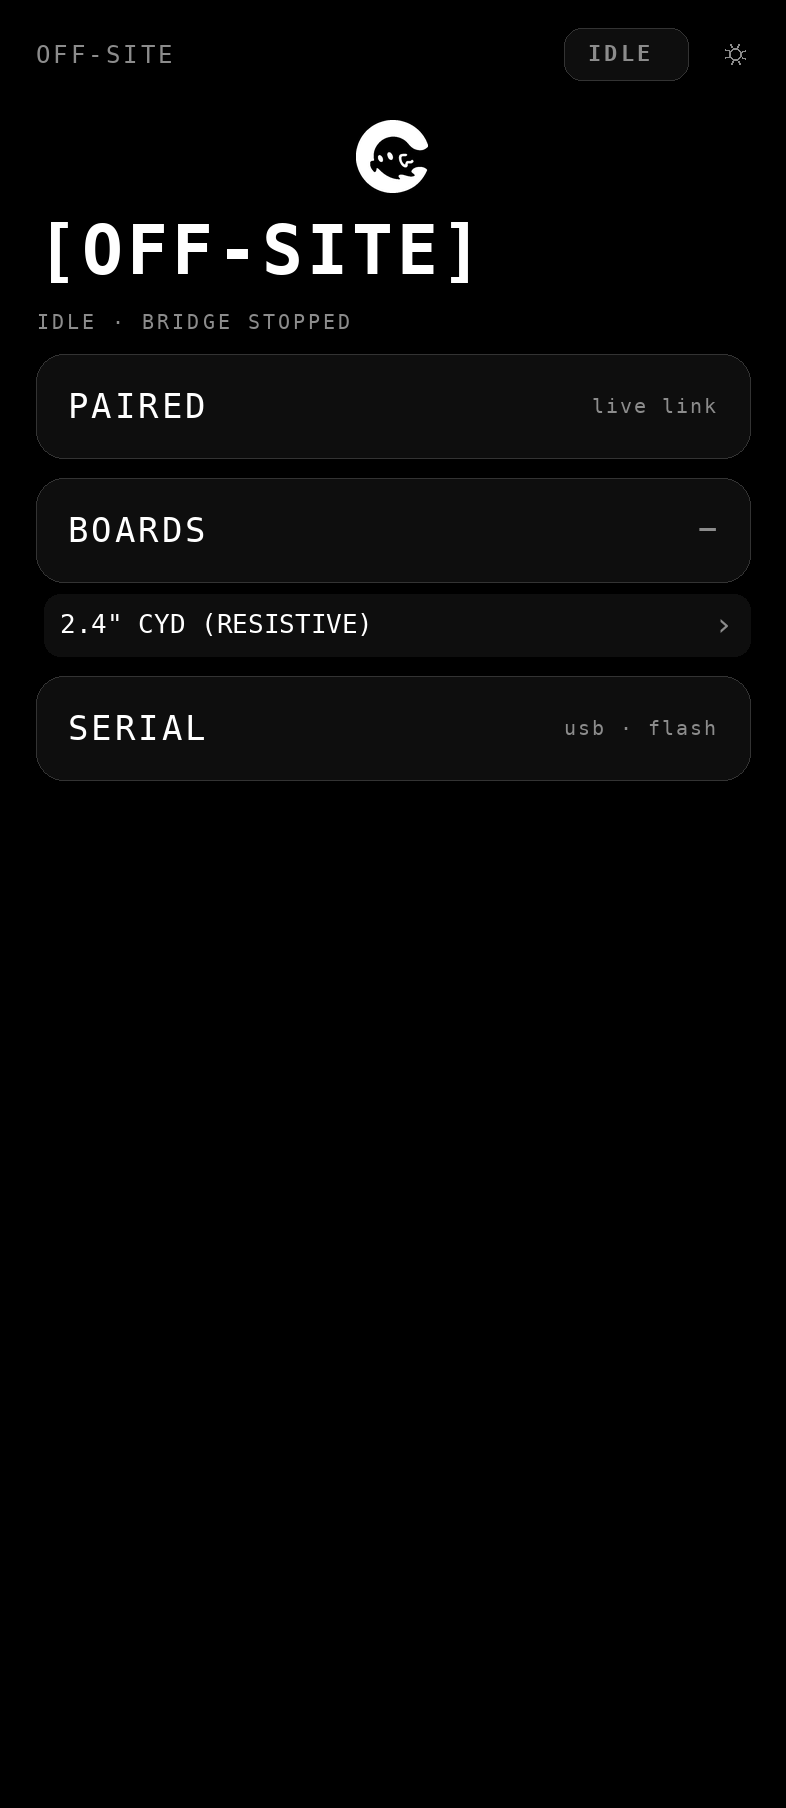 OFF-SITE IDLE
[OFF-SITE]
IDLE · BRIDGE STOPPED
PAIRED live link
BOARDS −
2.4" CYD (RESISTIVE) ›
SERIAL usb · flash